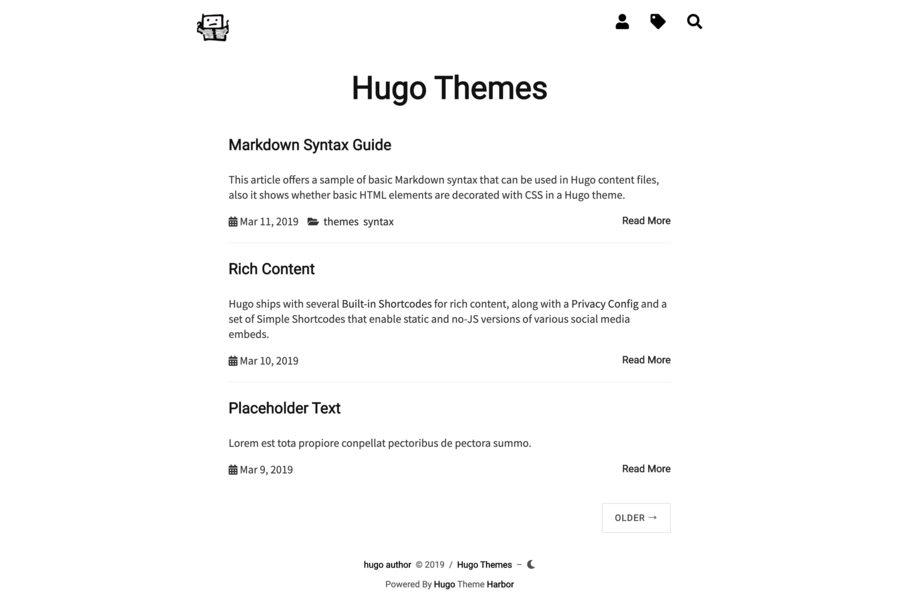 Hugo Themes
Markdown Syntax Guide
This article offers a sample of basic Markdown syntax that can be used in Hugo content files,
also it shows whether basic HTML elements are decorated with CSS in a Hugo theme.
Mar 11, 2019 themes syntax Read More
Rich Content
Hugo ships with several Built-in Shortcodes for rich content, along with a Privacy Config and a
set of Simple Shortcodes that enable static and no-JS versions of various social media
embeds.
Mar 10, 2019 Read More
Placeholder Text
Lorem est tota propiore conpellat pectoribus de pectora summo.
Mar 9, 2019 Read More
OLDER →
hugo author © 2019 / Hugo Themes –
Powered By Hugo Theme Harbor